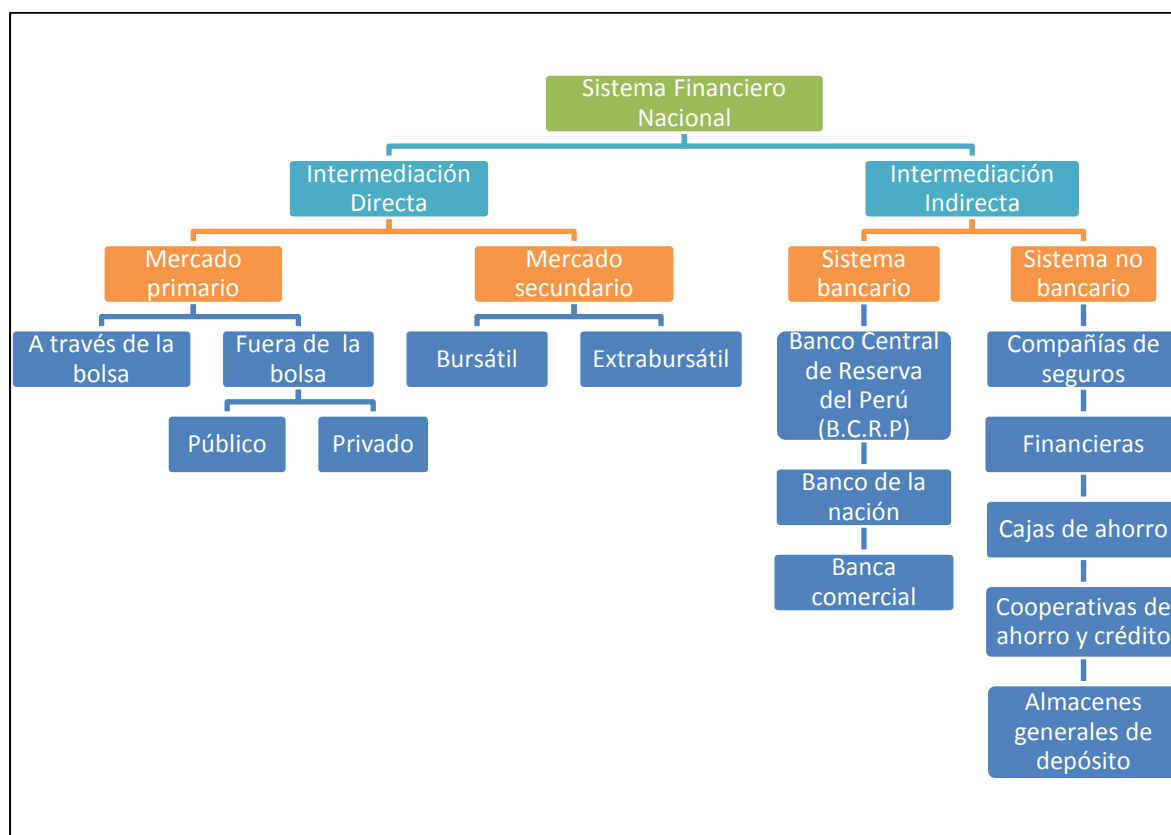 Sistema Financiero
Nacional
Intermediación
Directa
Intermediación
Indirecta
Mercado
primario
Mercado
secundario
Sistema
bancario
Sistema no
bancario
A través de la
bolsa
Fuera de la
bolsa
Bursátil
Extrabursátil
Banco Central
de Reserva
del Perú
(B.C.R.P)
Compañías de
seguros
Público
Privado
Financieras
Banco de la
nación
Cajas de ahorro
Banca
comercial
Cooperativas de
ahorro y crédito
Almacenes
generales de
depósito